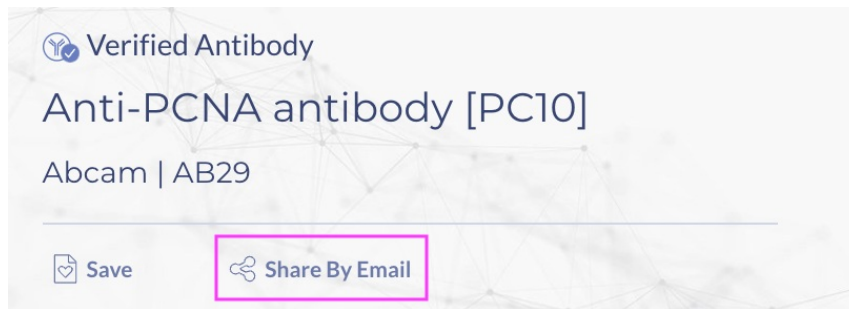 Verified Antibody
Anti-PCNA antibody [PC10]
Abcam | AB29
Save
Share By Email